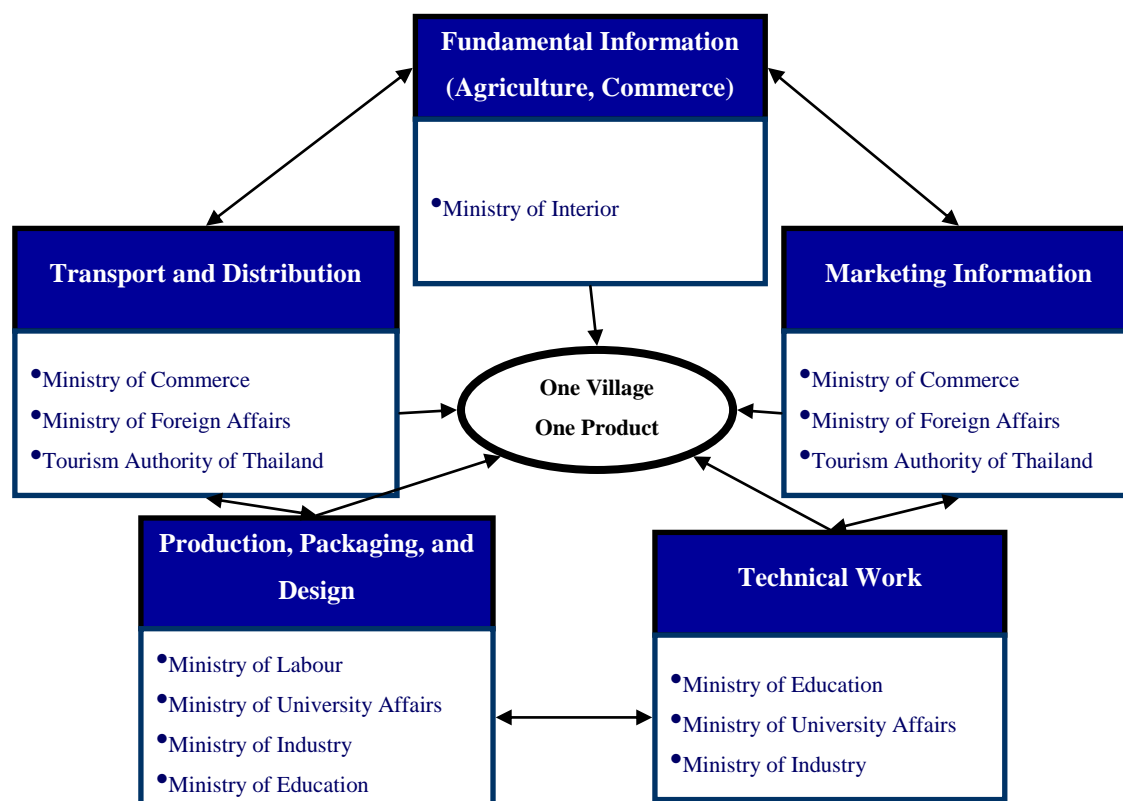 Fundamental Information
(Agriculture, Commerce)
•Ministry of Interior
Transport and Distribution
•Ministry of Commerce
•Ministry of Foreign Affairs
•Tourism Authority of Thailand
Marketing Information
•Ministry of Commerce
•Ministry of Foreign Affairs
•Tourism Authority of Thailand
One Village
One Product
Production, Packaging, and
Design
•Ministry of Labour
•Ministry of University Affairs
•Ministry of Industry
•Ministry of Education
Technical Work
•Ministry of Education
•Ministry of University Affairs
•Ministry of Industry